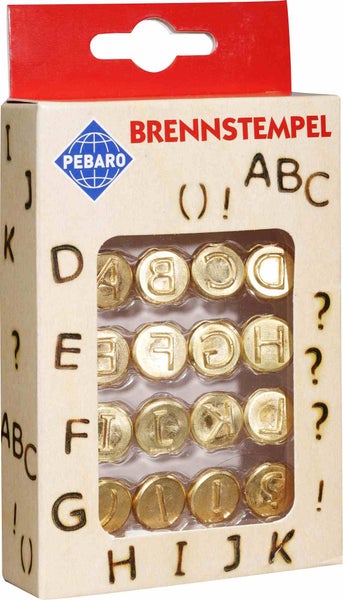 PEBARO
BRENNSTEMPEL
ABC
()!
I
J
K
?
ABC
!
()
D
E
F
G
H I J K
?
?
?
!
A B C D
E F G H
I J K L